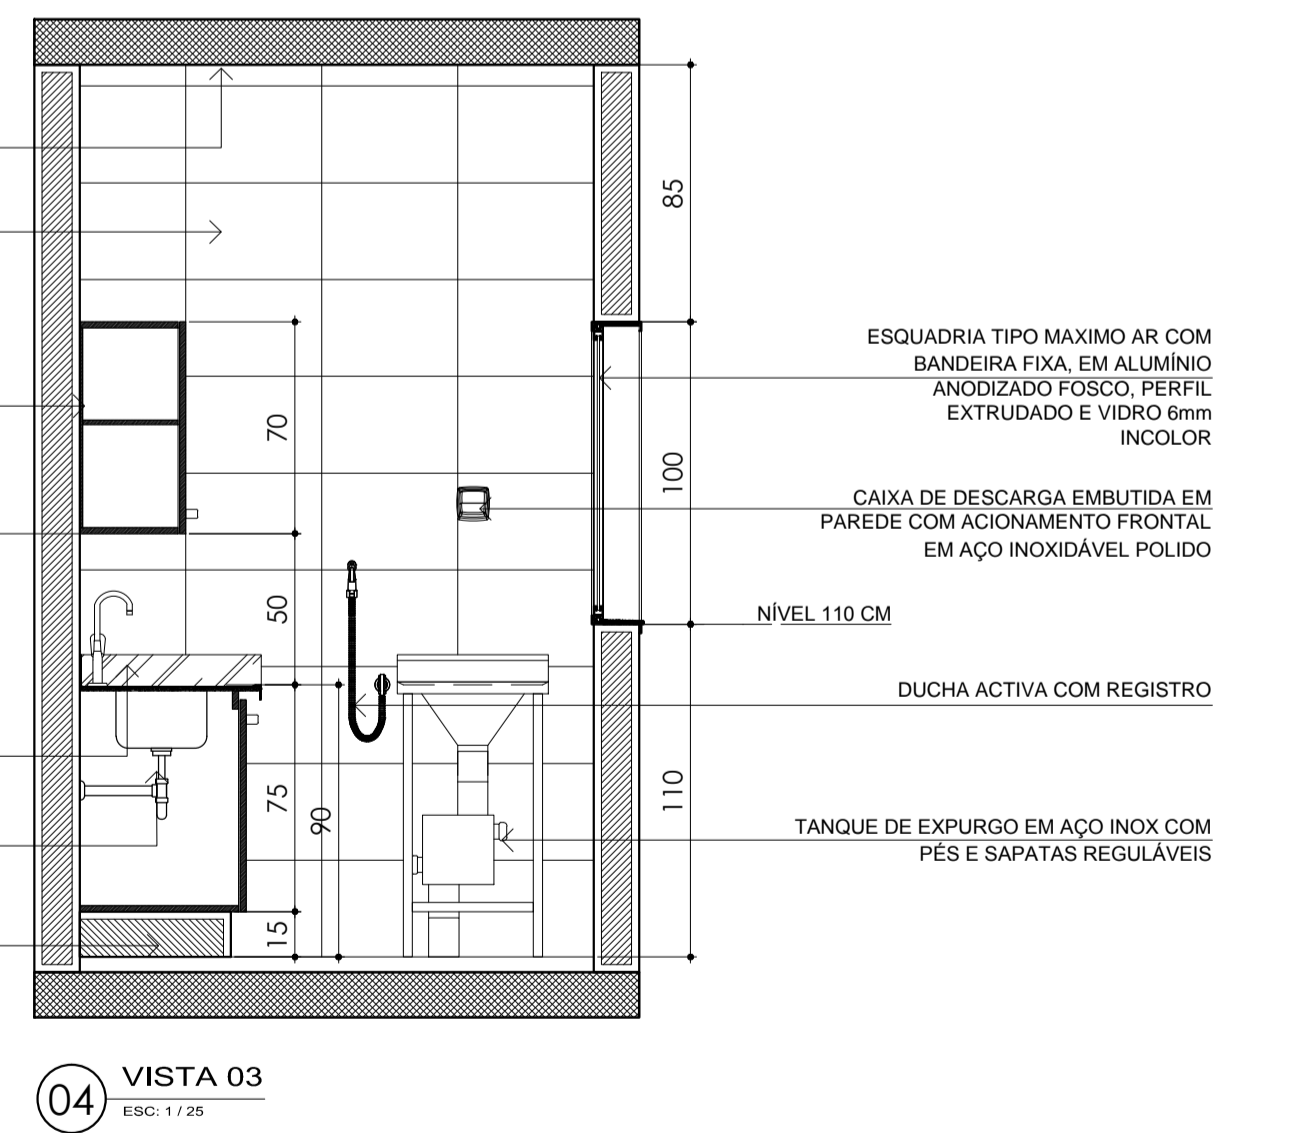 85
ESQUADRIA TIPO MAXIMO AR COM
BANDEIRA FIXA, EM ALUMÍNIO
ANODIZADO FOSCO, PERFIL
EXTRUDADO E VIDRO 6mm
INCOLOR
70
100
CAIXA DE DESCARGA EMBUTIDA EM
PAREDE COM ACIONAMENTO FRONTAL
EM AÇO INOXIDÁVEL POLIDO
50
NÍVEL 110 CM
DUCHA ACTIVA COM REGISTRO
75
90
110
TANQUE DE EXPURGO EM AÇO INOX COM
PÉS E SAPATAS REGULÁVEIS
15
04
VISTA 03
ESC: 1 / 25